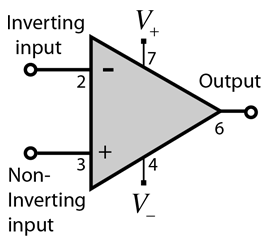 Inverting
input
V+
7
2
-
Output
6
3
+
4
Non-
Inverting
input
V−